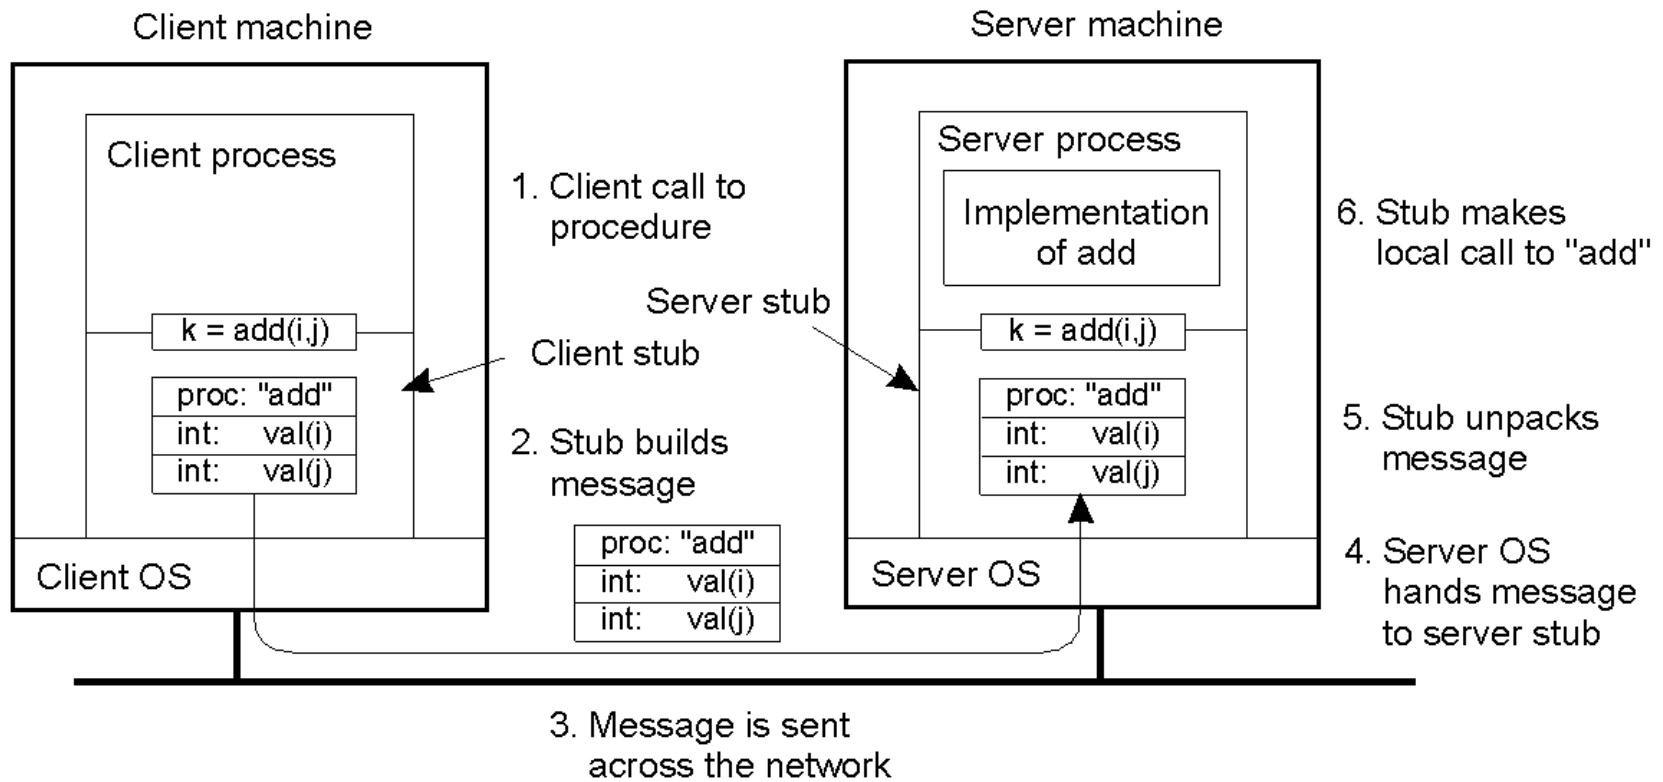 Client machine
Server machine
Client process
1. Client call to
procedure
k = add(i,j)
Client stub
proc: "add"
int: val(i)
int: val(j)
2. Stub builds
message
proc: "add"
int: val(i)
int: val(j)
Client OS
3. Message is sent
across the network
Server process
Implementation
of add
Server stub
k = add(i,j)
proc: "add"
int: val(i)
int: val(j)
Server OS
6. Stub makes
local call to "add"
5. Stub unpacks
message
4. Server OS
hands message
to server stub